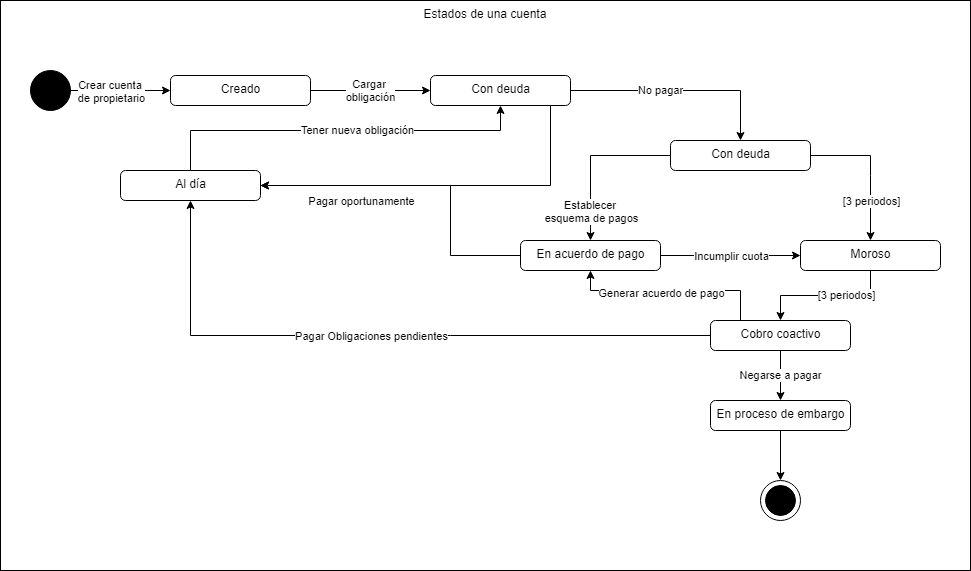 Estados de una cuenta
Crear cuenta
de propietario
Creado
Cargar
obligación
Con deuda
No pagar
Tener nueva obligación
Con deuda
Al día
Pagar oportunamente
Establecer
esquema de pagos
[3 periodos]
En acuerdo de pago
Incumplir cuota
Moroso
Generar acuerdo de pago
[3 periodos]
Pagar Obligaciones pendientes
Cobro coactivo
Negarse a pagar
En proceso de embargo